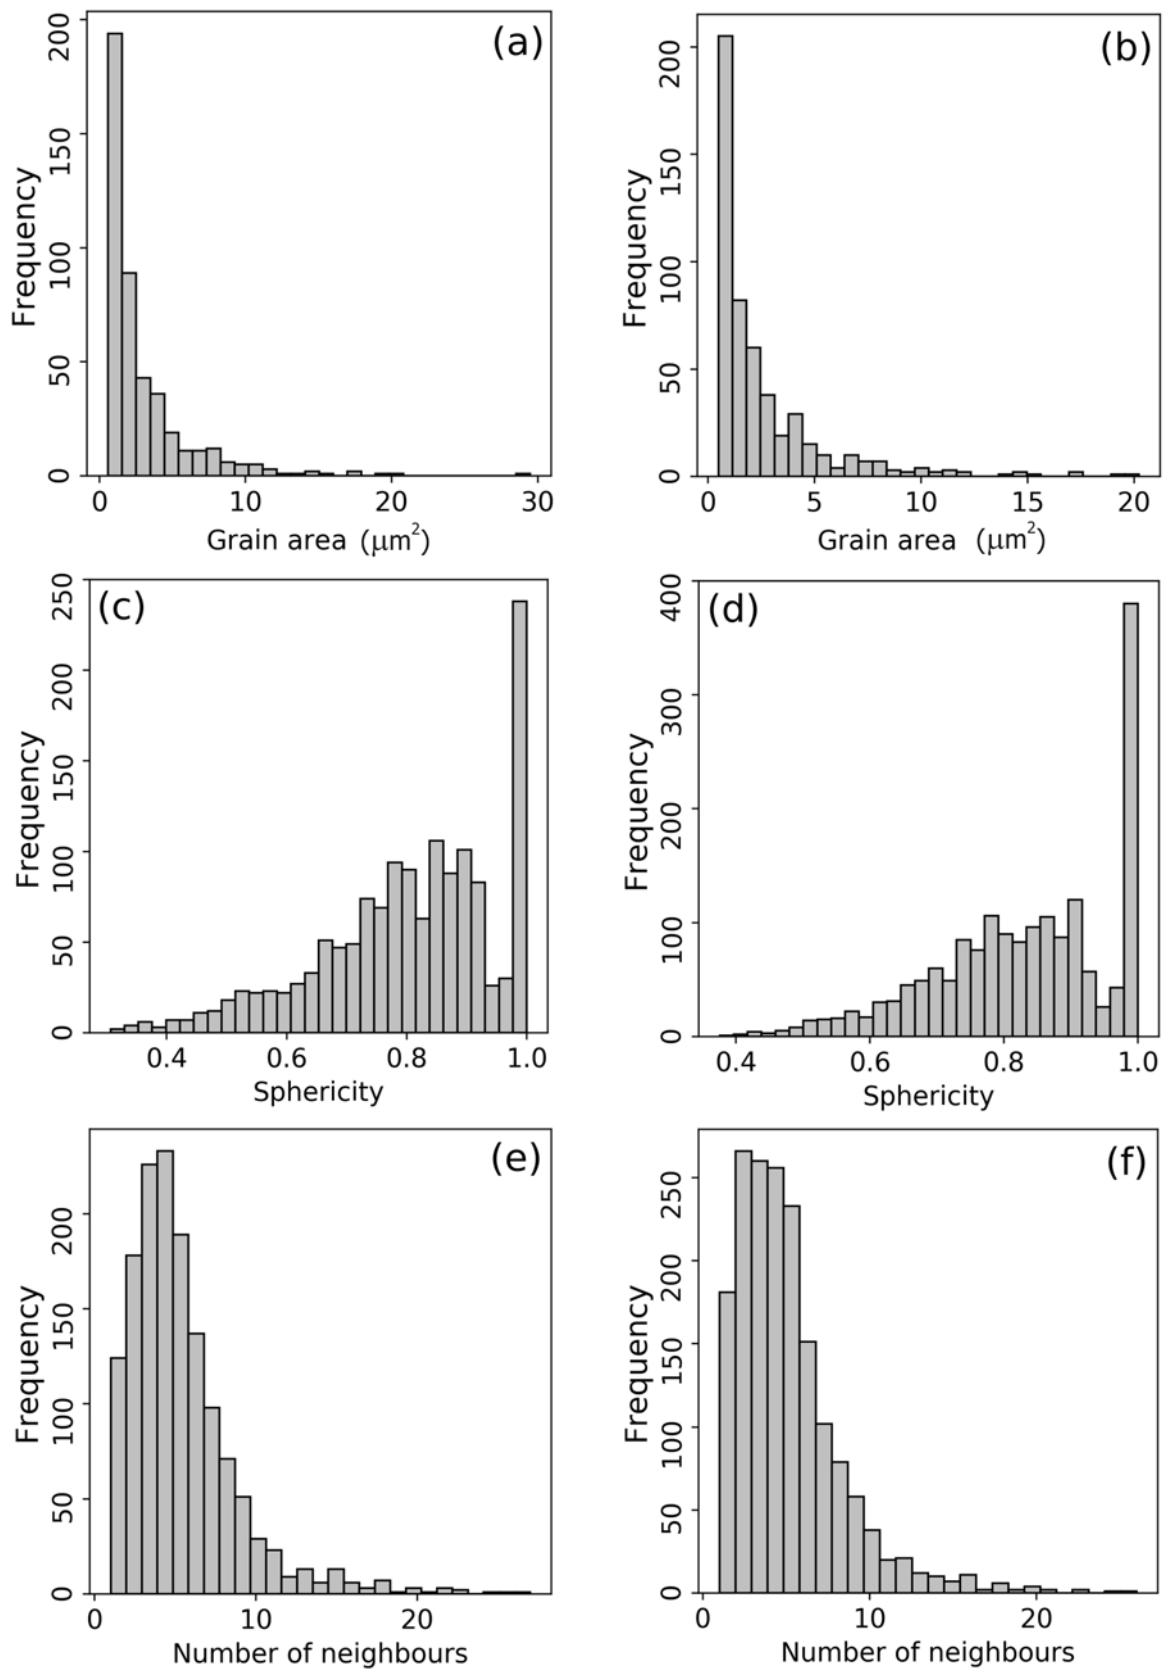 (a)
Frequency
0 50 100 150 200
0 10 20 30
Grain area (μm²)
(b)
Frequency
0 50 100 150 200
0 5 10 15 20
Grain area (μm²)
(c)
Frequency
0 50 100 150 200 250
0.4 0.6 0.8 1.0
Sphericity
(d)
Frequency
0 100 200 300 400
0.4 0.6 0.8 1.0
Sphericity
(e)
Frequency
0 50 100 150 200
0 10 20
Number of neighbours
(f)
Frequency
0 50 100 150 200 250
0 10 20
Number of neighbours